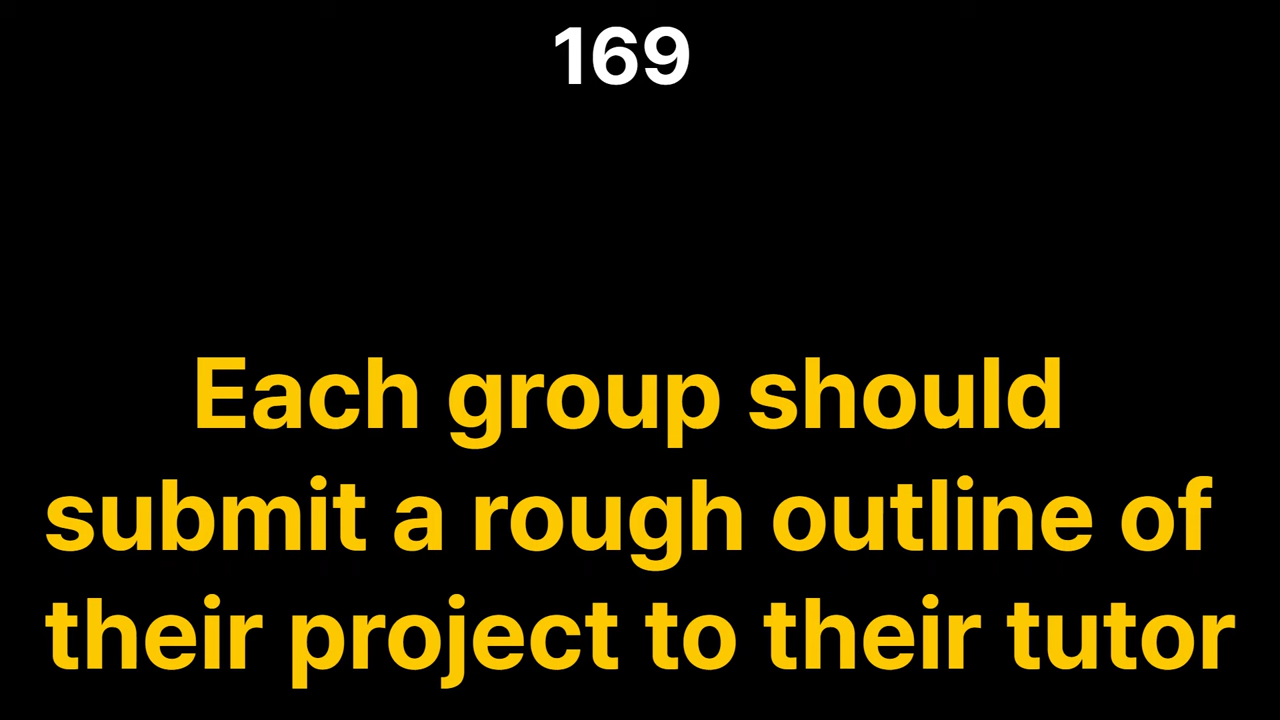 169
Each group should
submit a rough outline of
their project to their tutor